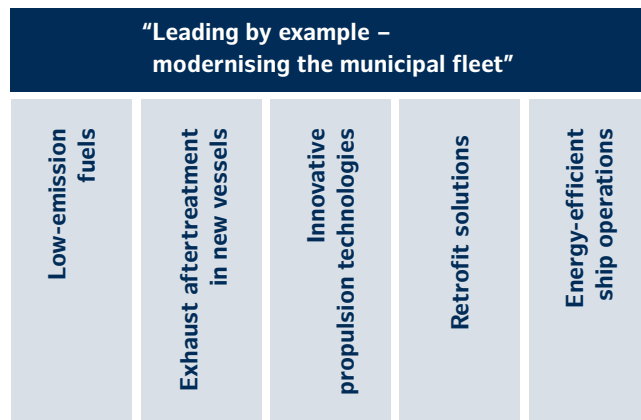 “Leading by example –
modernising the municipal fleet”
Low-emission
fuels
Exhaust aftertreatment
in new vessels
Innovative
propulsion technologies
Retrofit solutions
Energy-efficient
ship operations